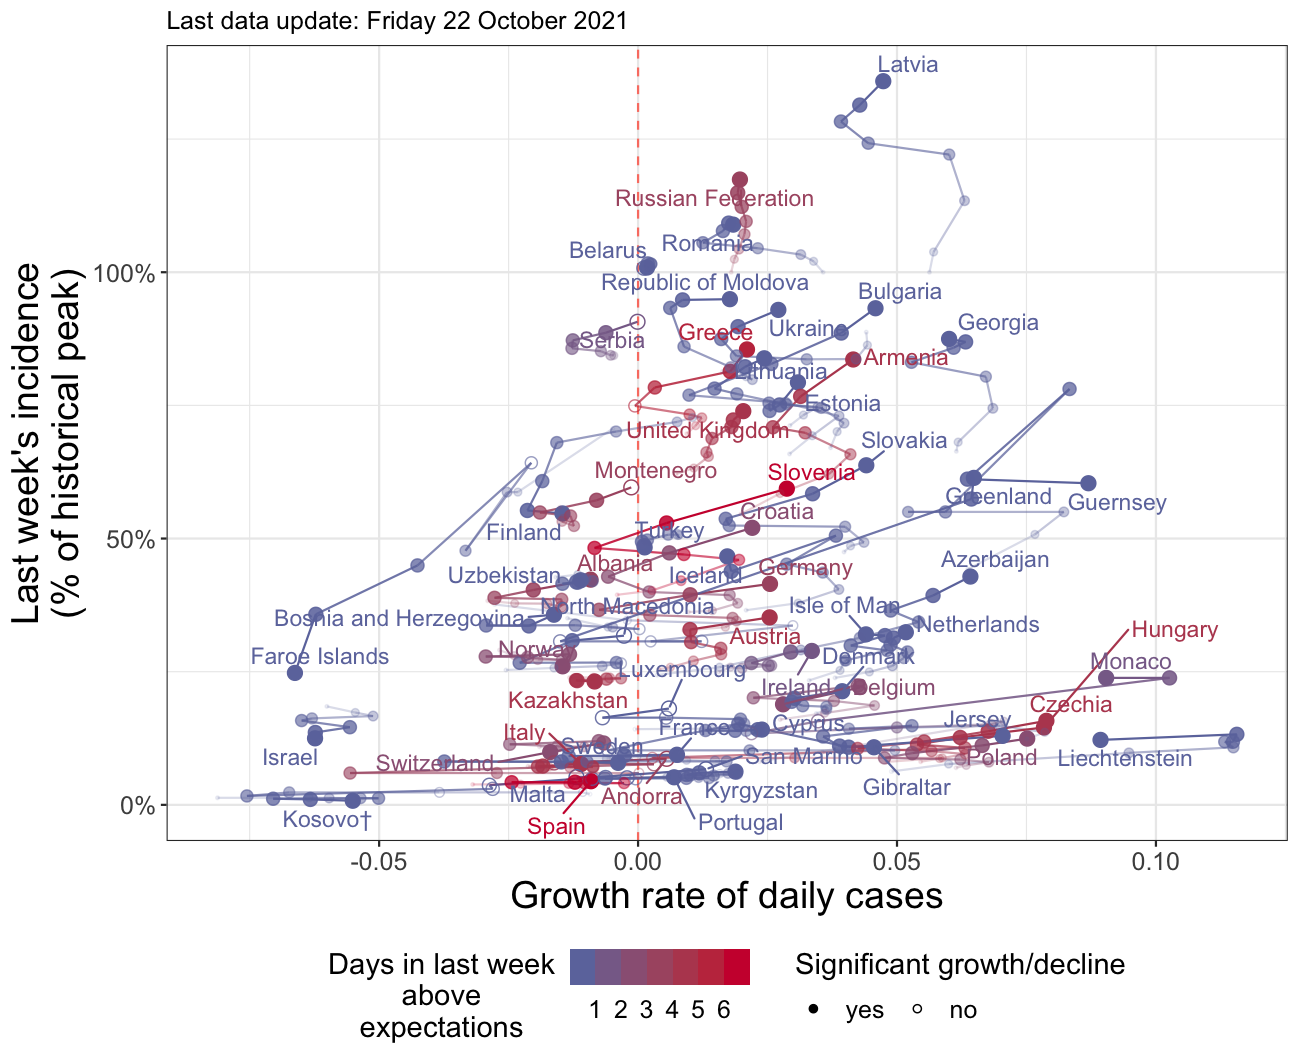 Last data update: Friday 22 October 2021
Last week's incidence
(% of historical peak)
100%
50%
0%
Latvia
Russian Federation
Romania
Belarus
Republic of Moldova
Bulgaria
Georgia
Ukraine
Greece
Serbia
Armenia
Lithuania
Estonia
United Kingdom
Slovakia
Montenegro
Slovenia
Greenland
Guernsey
Croatia
Finland
Turkey
Azerbaijan
Albania
Germany
Uzbekistan
Iceland
North Macedonia
Isle of Man
Bosnia and Herzegovina
Netherlands
Hungary
Austria
Norway
Denmark
Faroe Islands
Monaco
Luxembourg
Ireland
Belgium
Kazakhstan
Czechia
France
Cyprus
Jersey
Italy
Sweden
Israel
San Marino
Poland
Liechtenstein
Switzerland
Gibraltar
Malta
Andorra
Kyrgyzstan
Kosovo†
Spain
Portugal
-0.05
0.00
0.05
0.10
Growth rate of daily cases
Days in last week
above
expectations
1 2 3 4 5 6
Significant growth/decline
yes
no